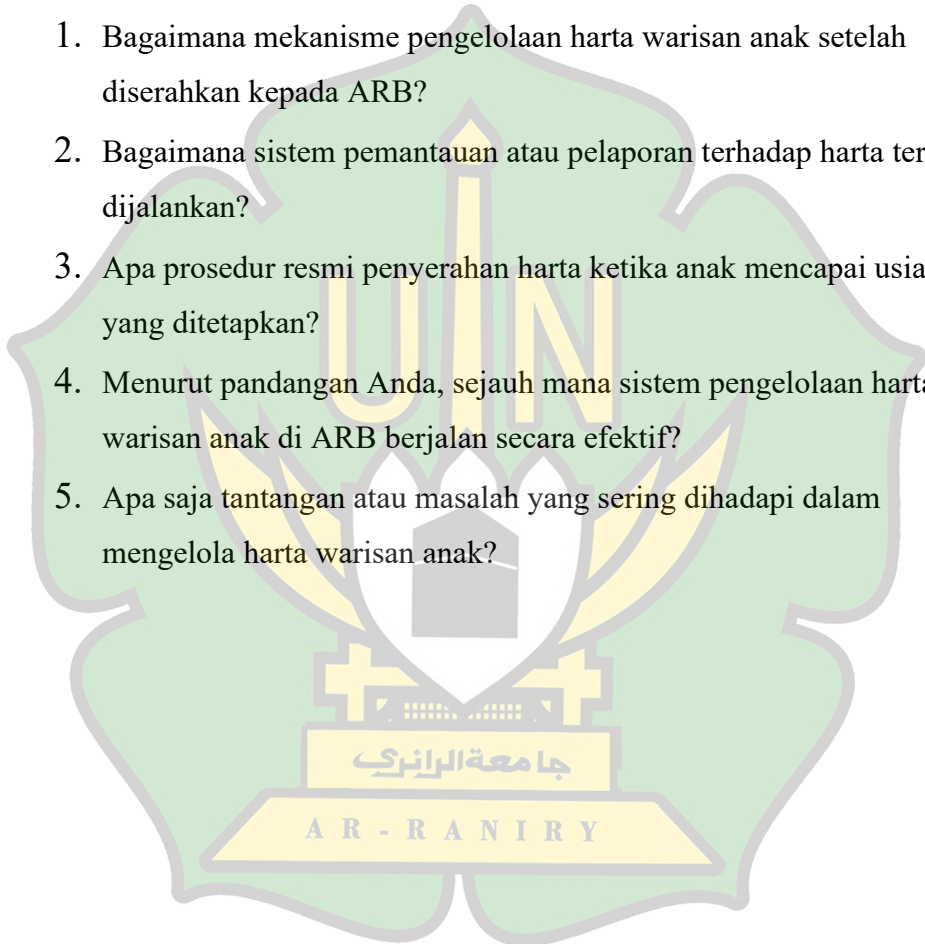 1. Bagaimana mekanisme pengelolaan harta warisan anak setelah
diserahkan kepada ARB?
2. Bagaimana sistem pemantauan atau pelaporan terhadap harta
dijalankan?
3. Apa prosedur resmi penyerahan harta ketika anak mencapai usia
yang ditetapkan?
4. Menurut pandangan Anda, sejauh mana sistem pengelolaan harta
warisan anak di ARB berjalan secara efektif?
5. Apa saja tantangan atau masalah yang sering dihadapi dalam
mengelola harta warisan anak?
UIN
جامعة الرانري
AR-RANIRY